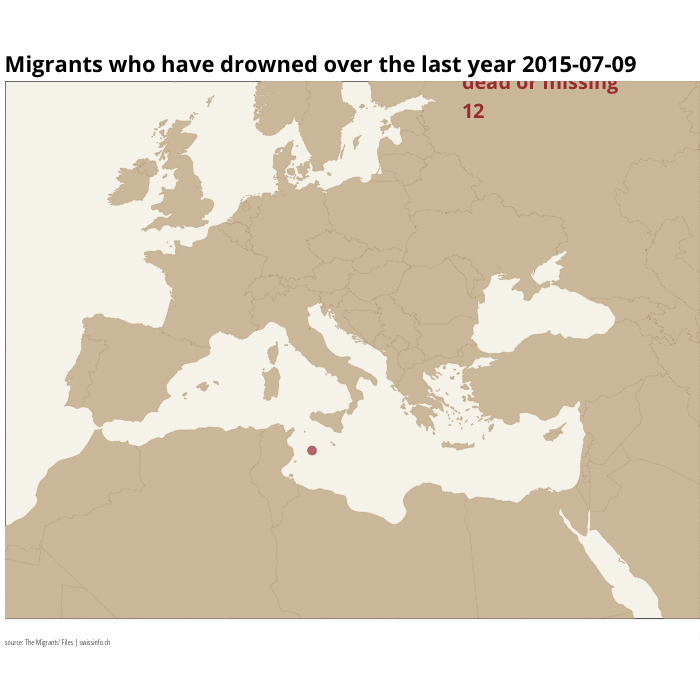 Migrants who have drowned over the last year 2015-07-09
dead or missing
12
source: The Migrants' Files | swissinfo.ch